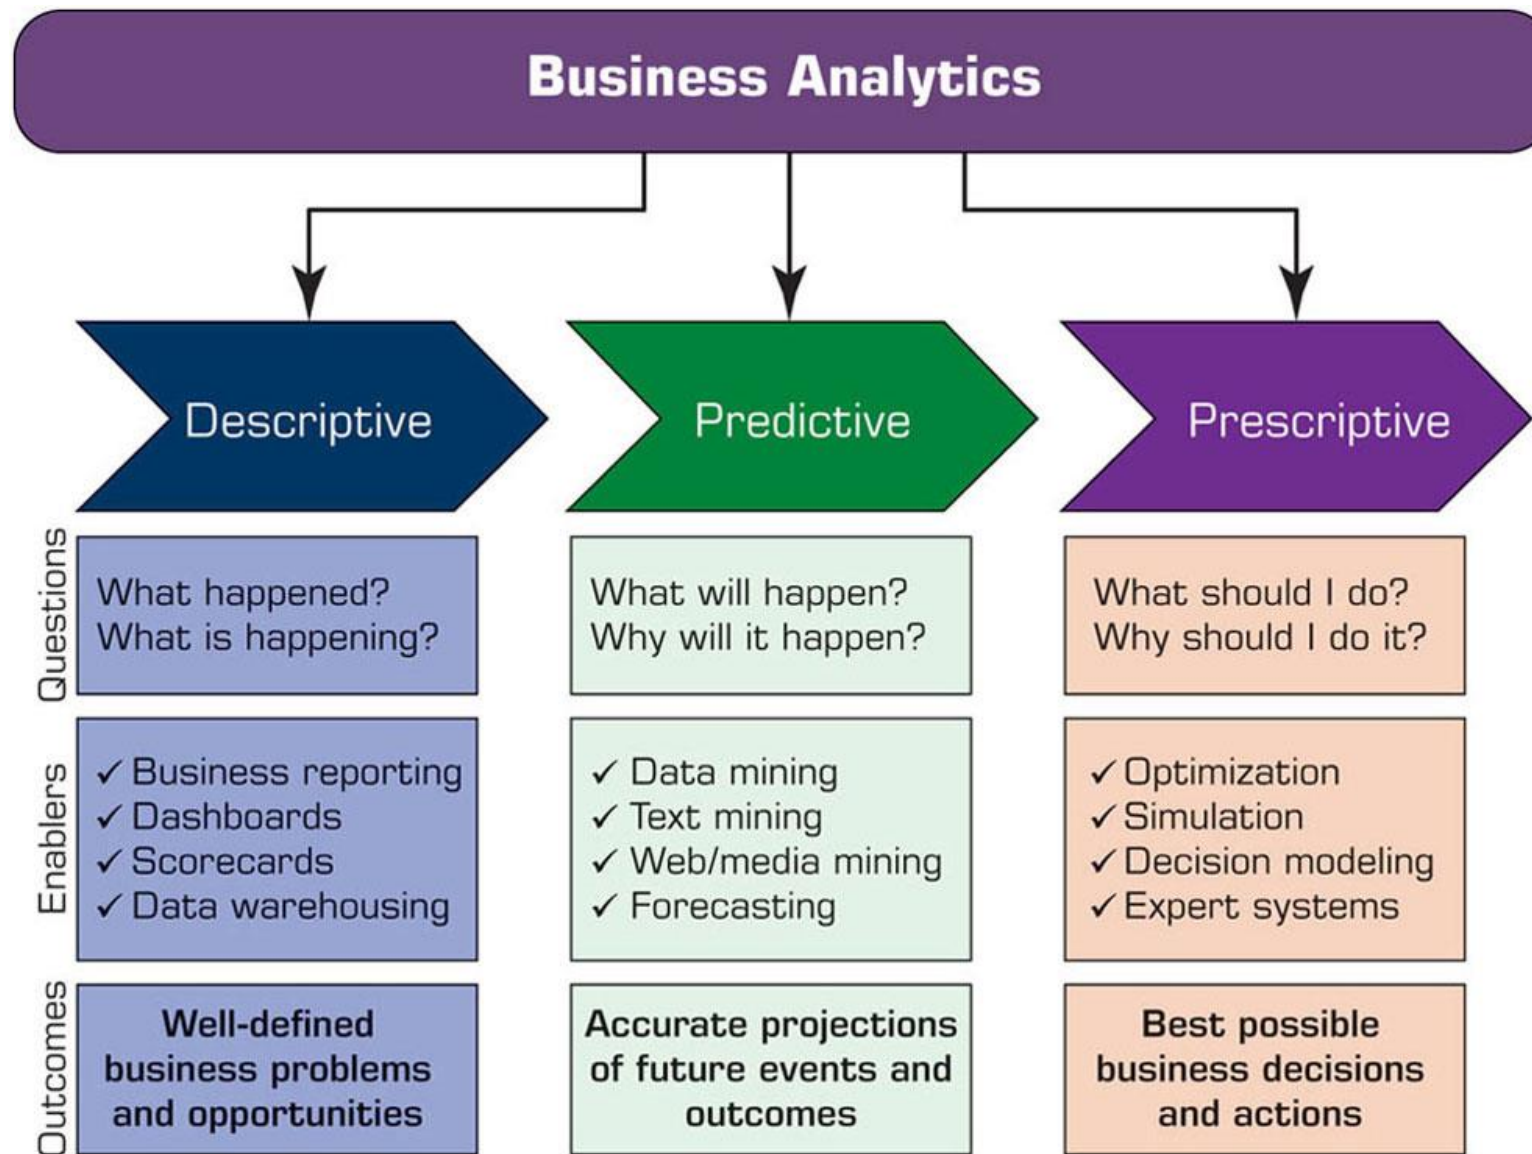 Business Analytics
Descriptive
Predictive
Prescriptive
Questions
What happened?
What is happening?
What will happen?
Why will it happen?
What should I do?
Why should I do it?
Enablers
✓ Business reporting
✓ Dashboards
✓ Scorecards
✓ Data warehousing
✓ Data mining
✓ Text mining
✓ Web/media mining
✓ Forecasting
✓ Optimization
✓ Simulation
✓ Decision modeling
✓ Expert systems
Outcomes
Well-defined
business problems
and opportunities
Accurate projections
of future events and
outcomes
Best possible
business decisions
and actions